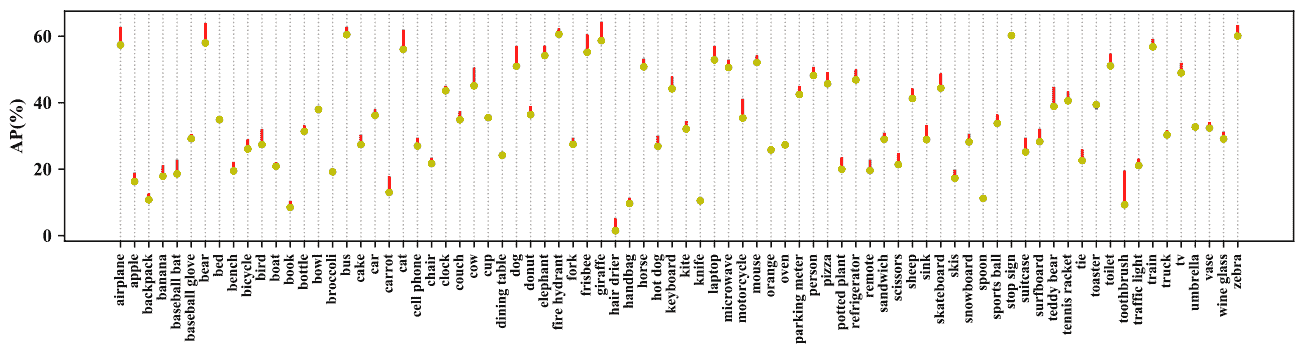 AP(%)
60
40
20
0
airplane
apple
backpack
banana
baseball bat
baseball glove
bear
bed
bench
bicycle
bird
boat
book
bottle
bowl
broccoli
bus
cake
car
carrot
cat
cell phone
chair
clock
couch
cow
cup
dining table
dog
donut
elephant
fire hydrant
fork
frisbee
giraffe
hair drier
handbag
horse
hot dog
keyboard
kite
knife
laptop
microwave
motorcycle
mouse
orange
oven
parking meter
person
pizza
potted plant
refrigerator
remote
sandwich
scissors
sheep
sink
skateboard
skis
snowboard
spoon
sports ball
stop sign
suitcase
surfboard
teddy bear
tennis racket
tie
toaster
toilet
toothbrush
traffic light
train
truck
tv
umbrella
vase
wine glass
zebra